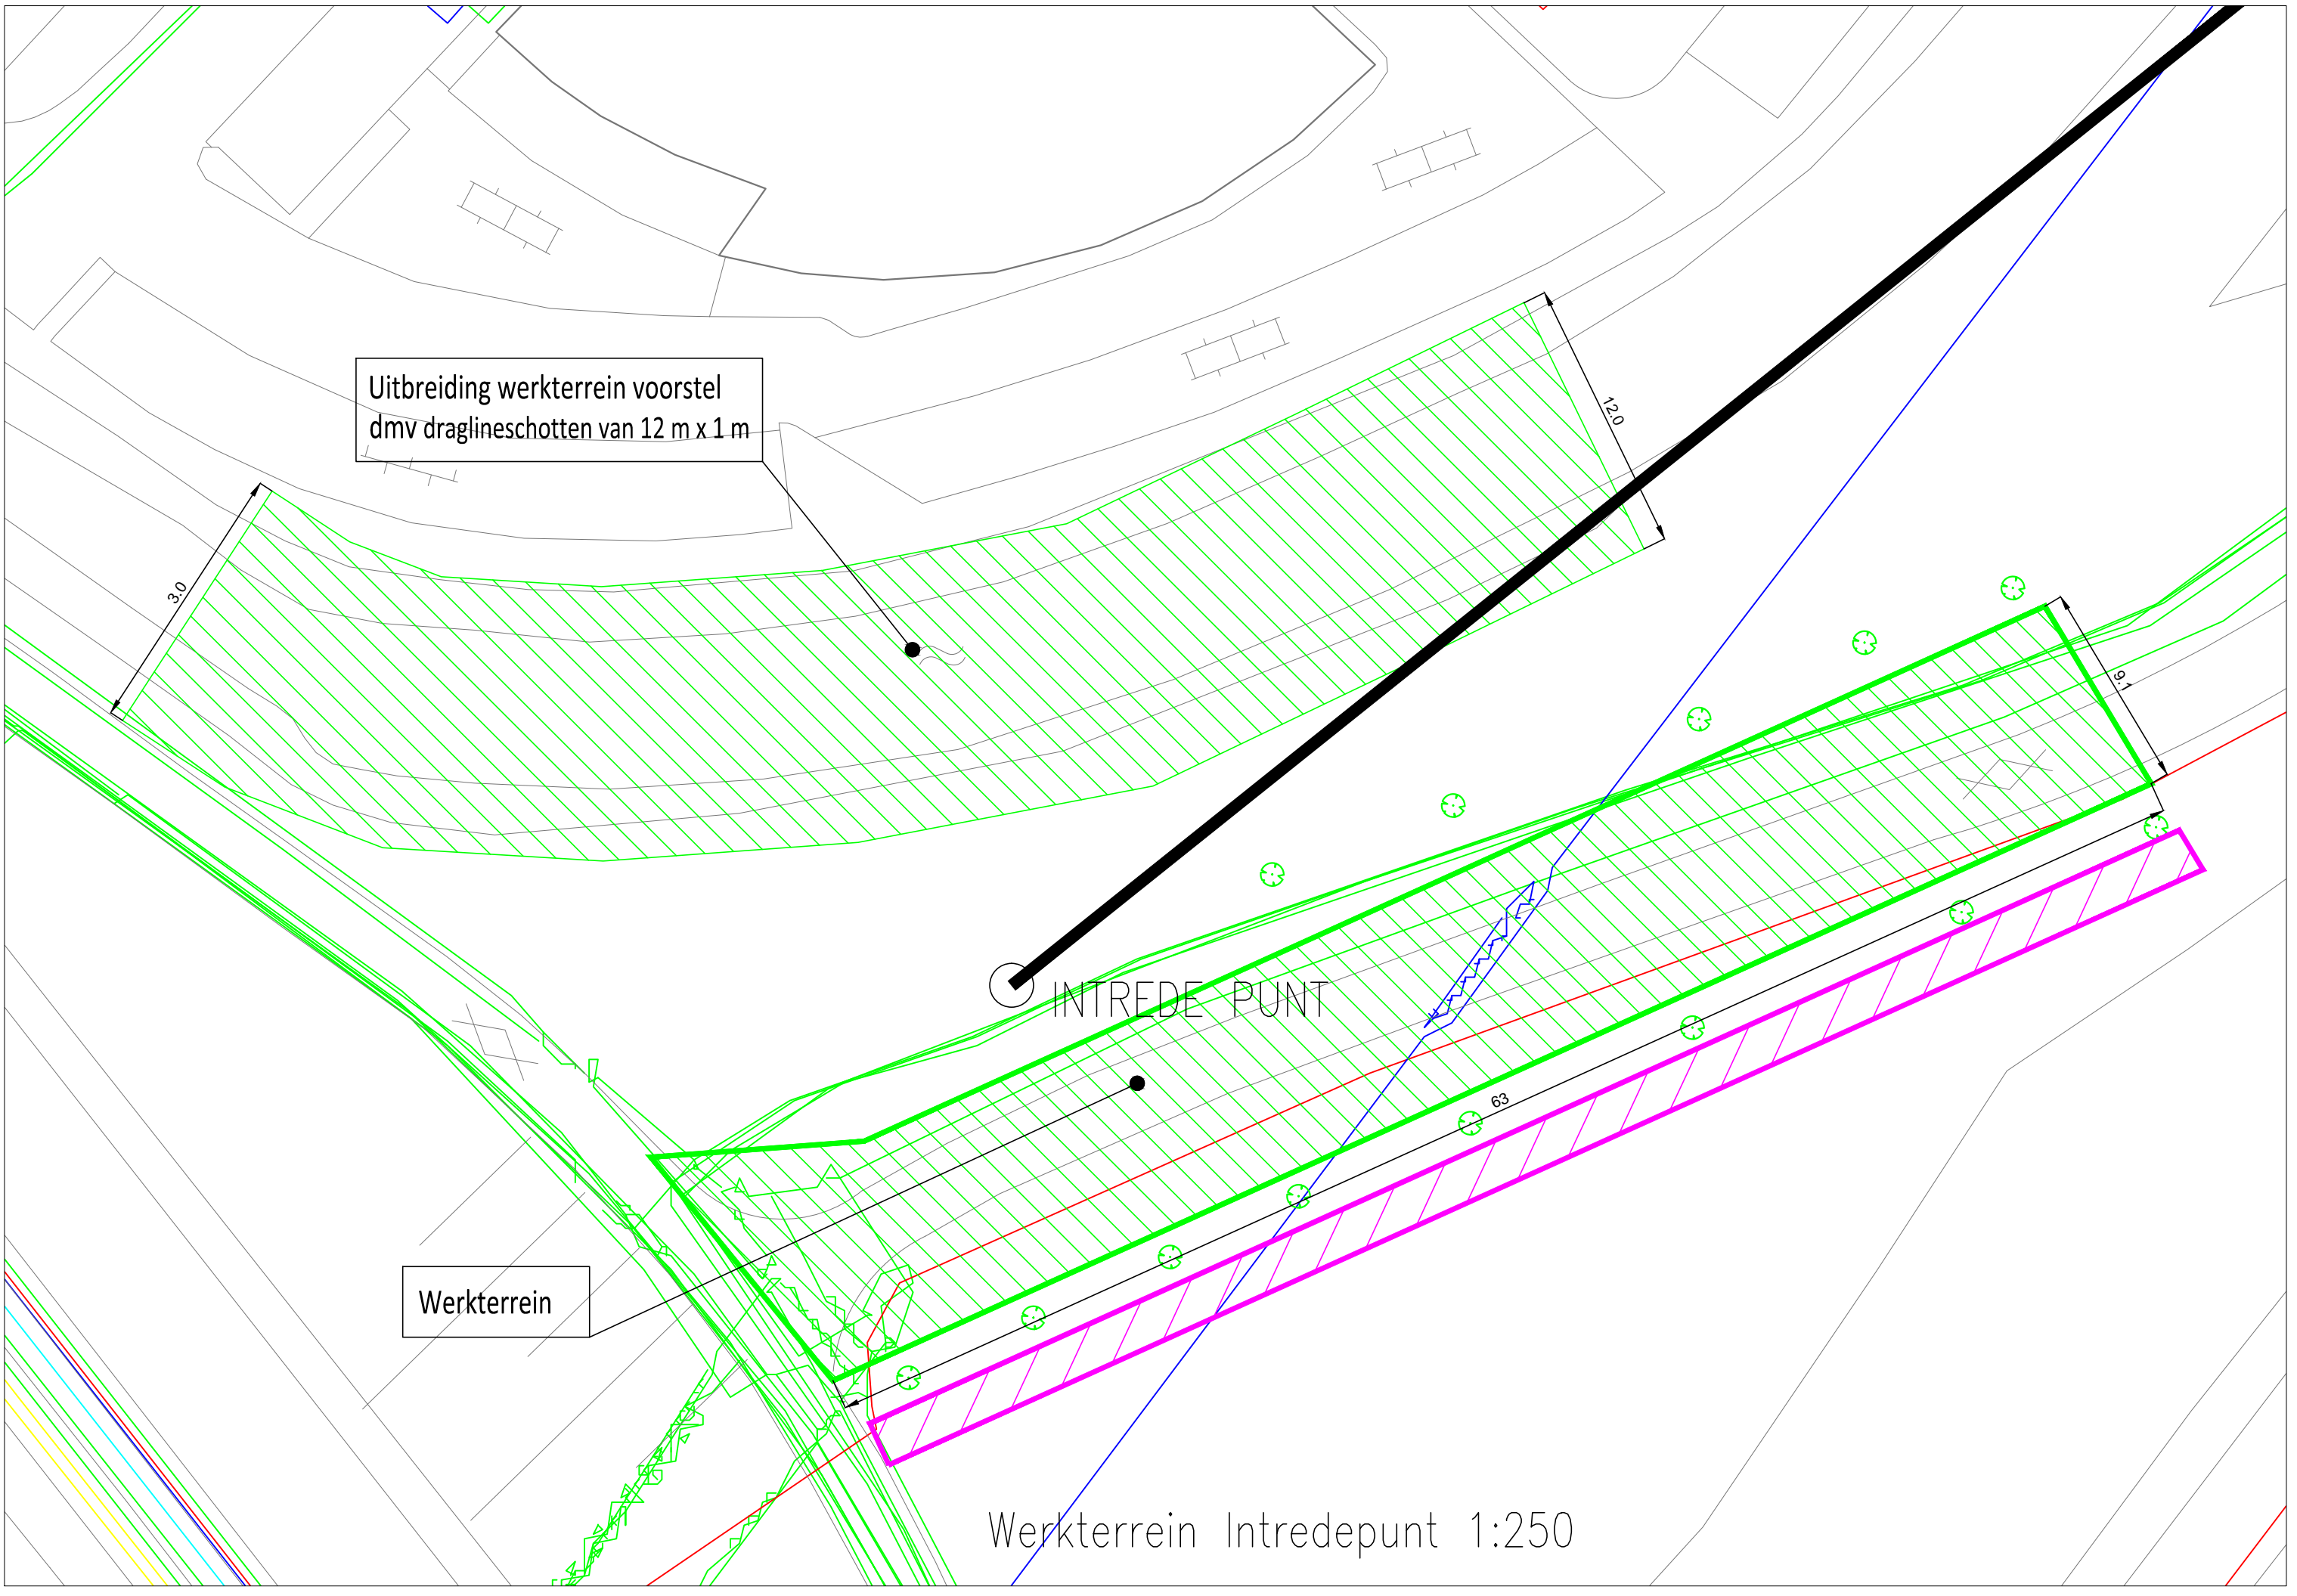 Uitbreiding werkterrein voorstel
dmv draglineschotten van 12 m x 1 m
12.0
3.0
9.1
INTREDE PUNT
63
Werkterrein
Werkterrein Intredepunt 1:250